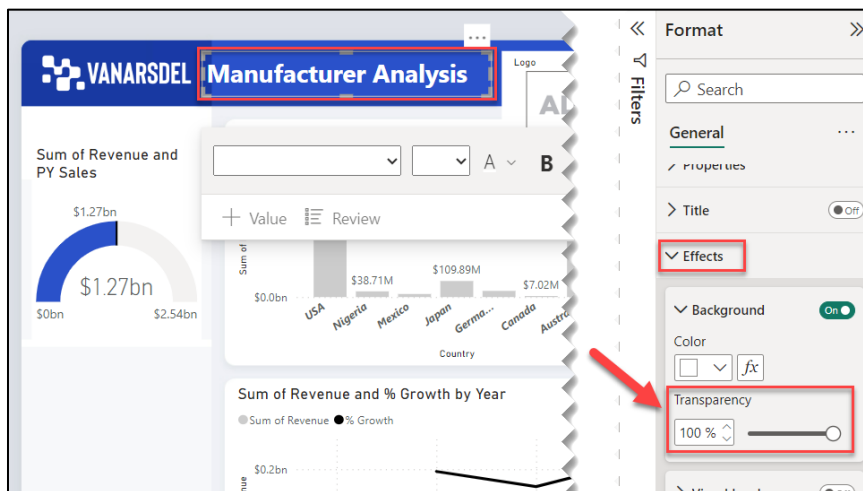 VANARSDEL
Manufacturer Analysis
Logo
Sum of Revenue and
PY Sales
$1.27bn
$1.27bn
$0bn
$2.54bn
A
B
Value
Review
$38.71M
$109.89M
$7.02M
$0.0bn
USA
Nigeria
Mexico
Japan
Germa...
Canada
Austra
Country
Sum of Revenue and % Growth by Year
Sum of Revenue
% Growth
$0.2bn
Filters
Format
Search
General
Properties
Title
Off
Effects
Background
On
Color
fx
Transparency
100 %